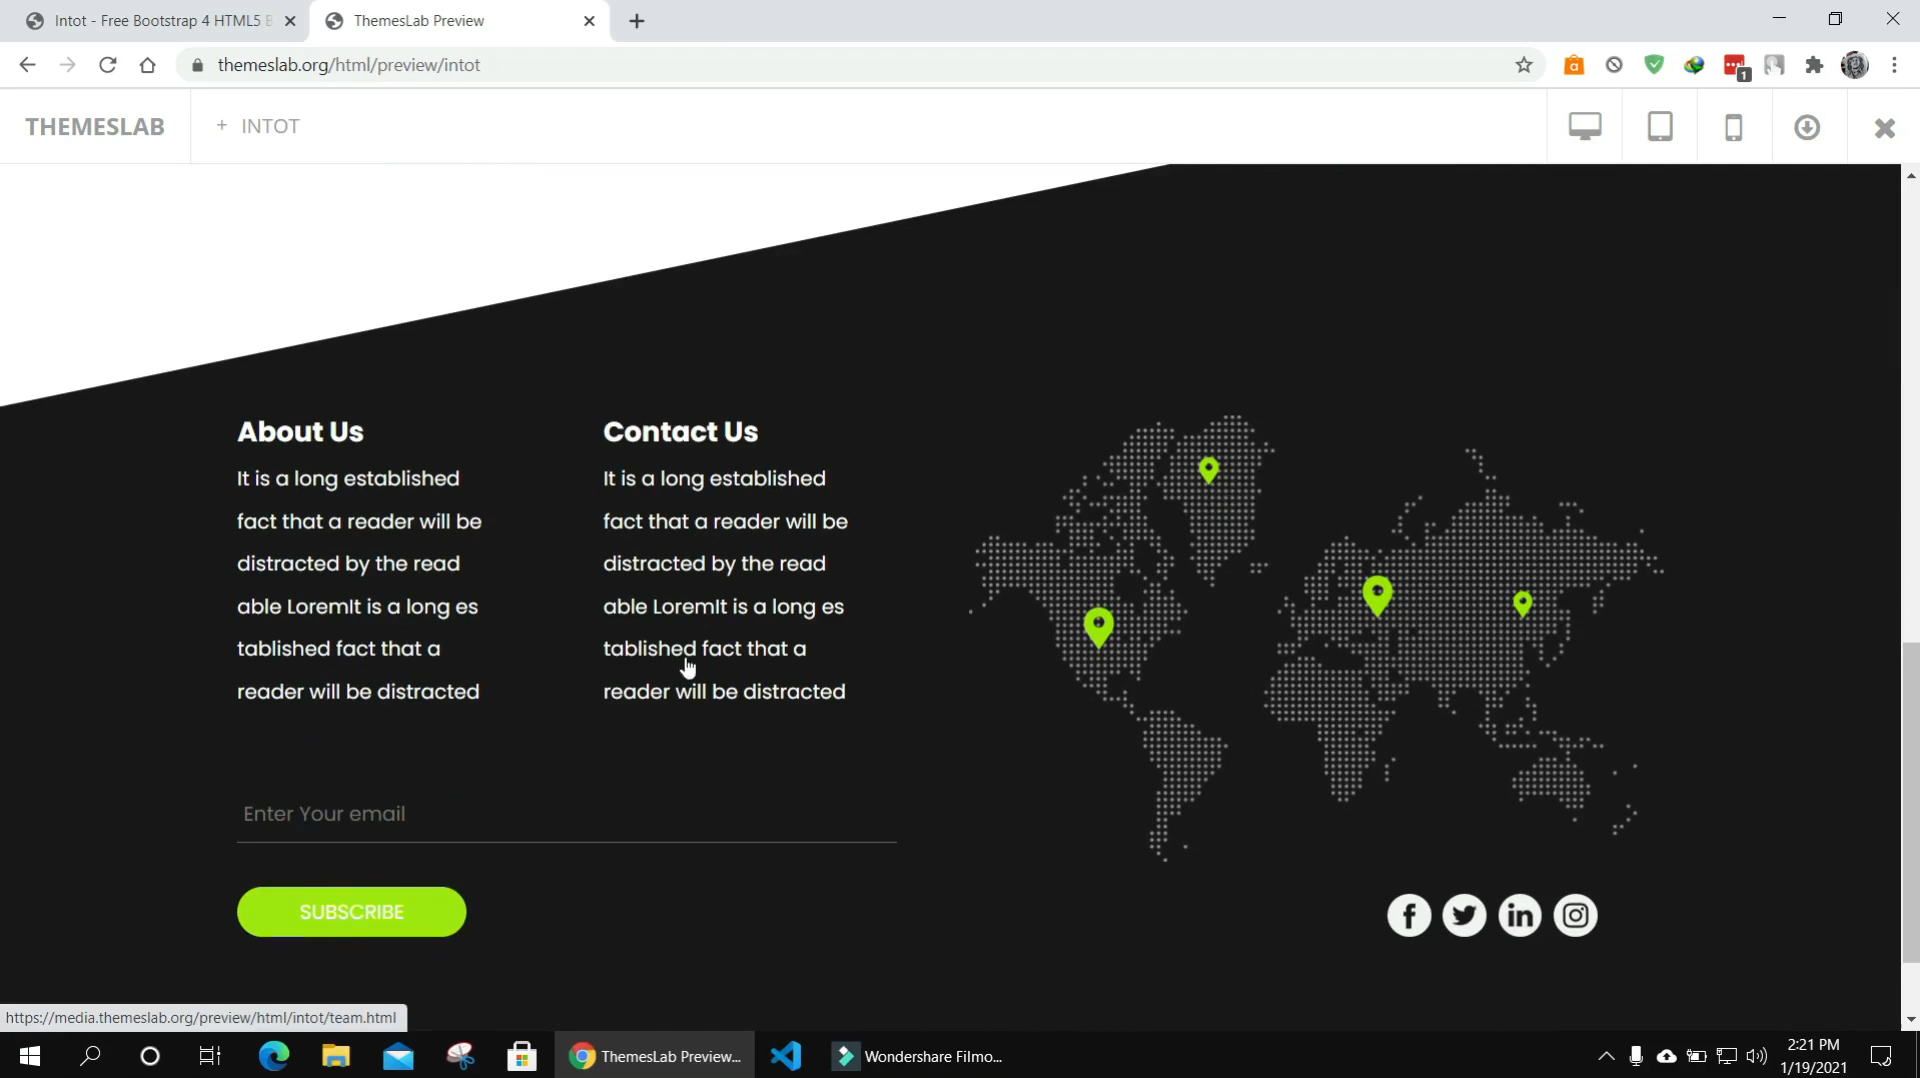 Intot - Free Bootstrap 4 HTML5 B
ThemesLab Preview
themeslab.org/html/preview/intot
1
THEMESLAB
+ INTOT
About Us
It is a long established
fact that a reader will be
distracted by the read
able LoremIt is a long es
tablished fact that a
reader will be distracted
Contact Us
It is a long established
fact that a reader will be
distracted by the read
able LoremIt is a long es
tablished fact that a
reader will be distracted
Enter Your email
SUBSCRIBE
https://media.themeslab.org/preview/html/intot/team.html
ThemesLab Preview...
Wondershare Filmo...
2:21 PM
1/19/2021